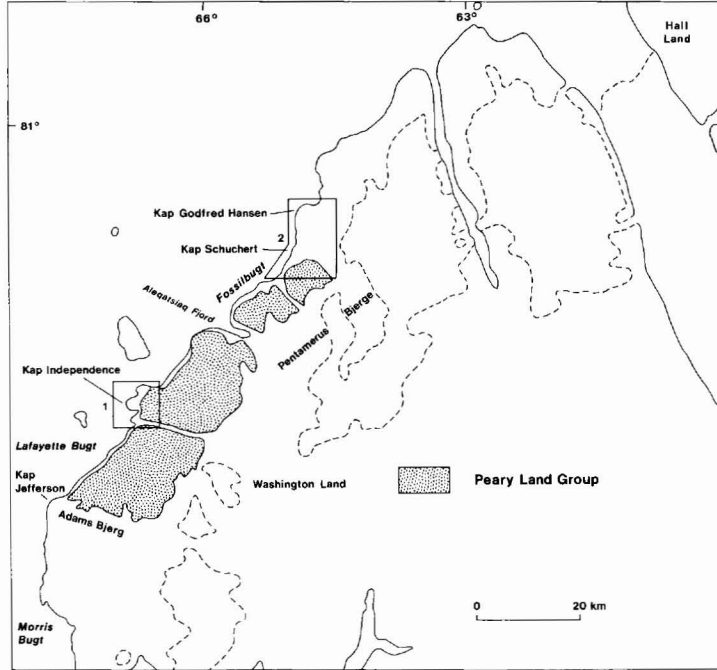 66°
63°
Hall
Land
81°
Kap Godfred Hansen
2
Kap Schuchert
Fossilbugt
Aleqatsiaq Fjord
Pentamerus Bjerge
Kap Independence
1
Lafayette Bugt
Kap
Jefferson
Washington Land
Peary Land Group
Adams Bjerg
0 20 km
Morris
Bugt